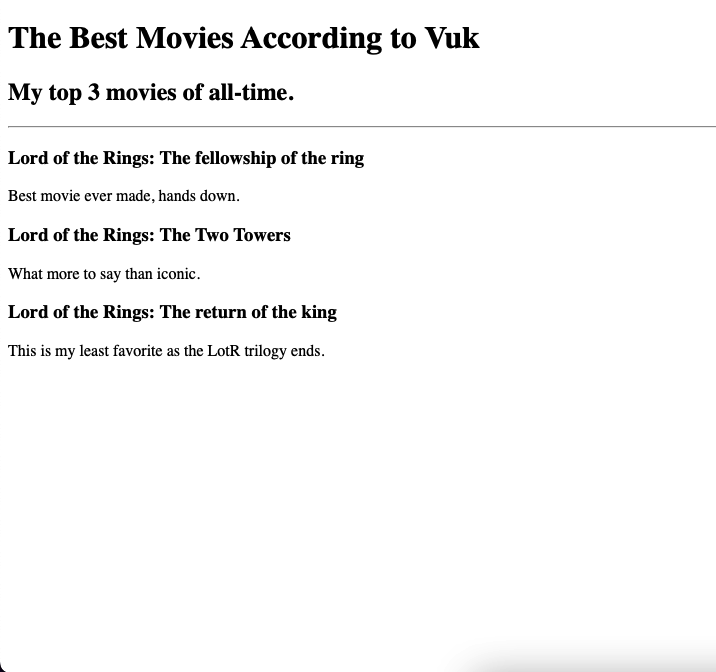 The Best Movies According to Vuk
My top 3 movies of all-time.
Lord of the Rings: The fellowship of the ring
Best movie ever made, hands down.
Lord of the Rings: The Two Towers
What more to say than iconic.
Lord of the Rings: The return of the king
This is my least favorite as the LotR trilogy ends.